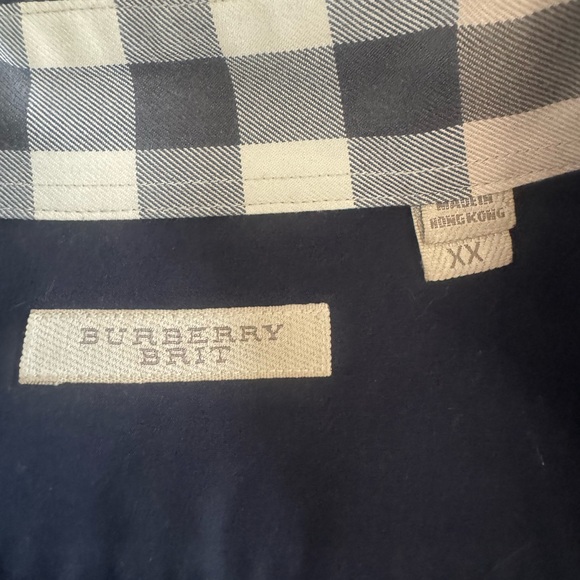 MADE IN
HONG KONG
XX
BURBERRY
BRIT